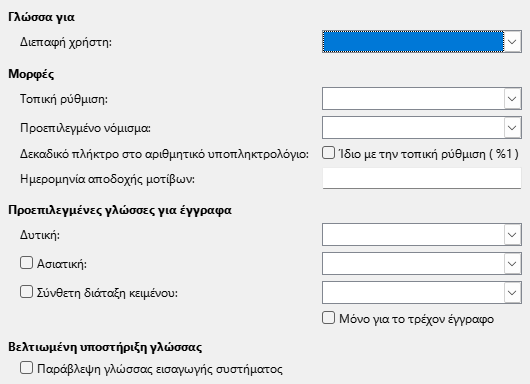 Γλώσσα για
Διεπαφή χρήστη:
Μορφές
Τοπική ρύθμιση:
Προεπιλεγμένο νόμισμα:
Δεκαδικό πλήκτρο στο αριθμητικό υποπληκτρολόγιο: Ίδιο με την τοπική ρύθμιση ( %1 )
Ημερομηνία αποδοχής μοτίβων:
Προεπιλεγμένες γλώσσες για έγγραφα
Δυτική:
Ασιατική:
Σύνθετη διάταξη κειμένου:
Μόνο για το τρέχον έγγραφο
Βελτιωμένη υποστήριξη γλώσσας
Παράβλεψη γλώσσας εισαγωγής συστήματος